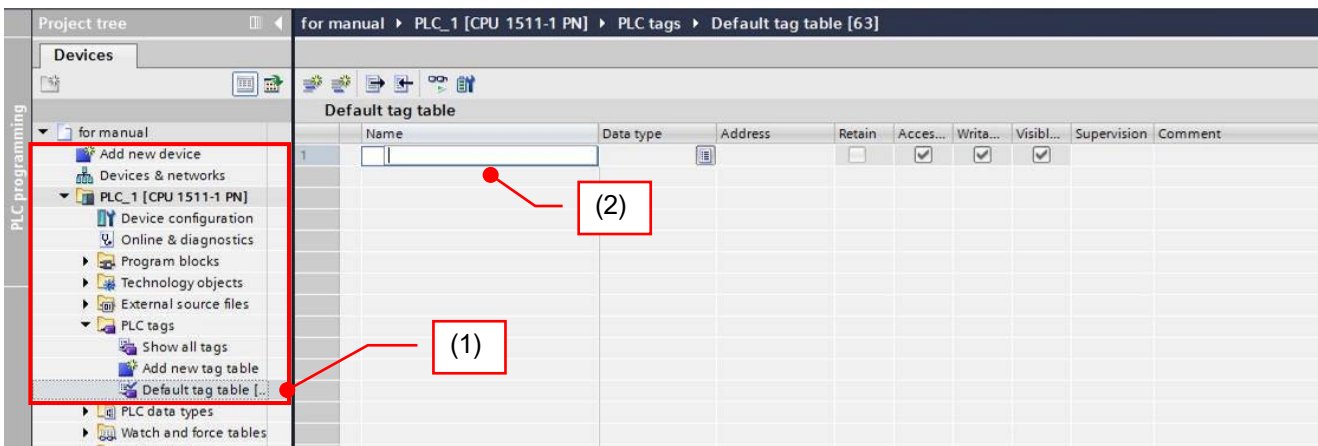 Project tree
for manual ▸ PLC_1 [CPU 1511-1 PN] ▸ PLC tags ▸ Default tag table [63]
Devices
Default tag table
Name Data type Address Retain Acces... Writa... Visibl... Supervision Comment
1
PLC programming
for manual
Add new device
Devices & networks
PLC_1 [CPU 1511-1 PN]
Device configuration
Online & diagnostics
Program blocks
Technology objects
External source files
PLC tags
Show all tags
Add new tag table
Default tag table [..
PLC data types
Watch and force tables
(2)
(1)